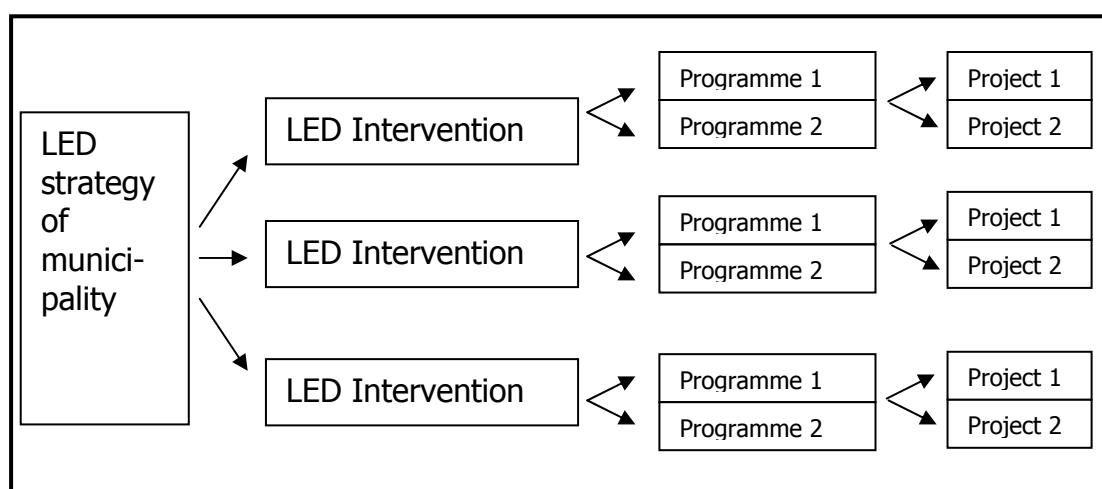 LED
strategy
of
munici-
pality
LED Intervention
Programme 1
Programme 2
Project 1
Project 2
LED Intervention
Programme 1
Programme 2
Project 1
Project 2
LED Intervention
Programme 1
Programme 2
Project 1
Project 2